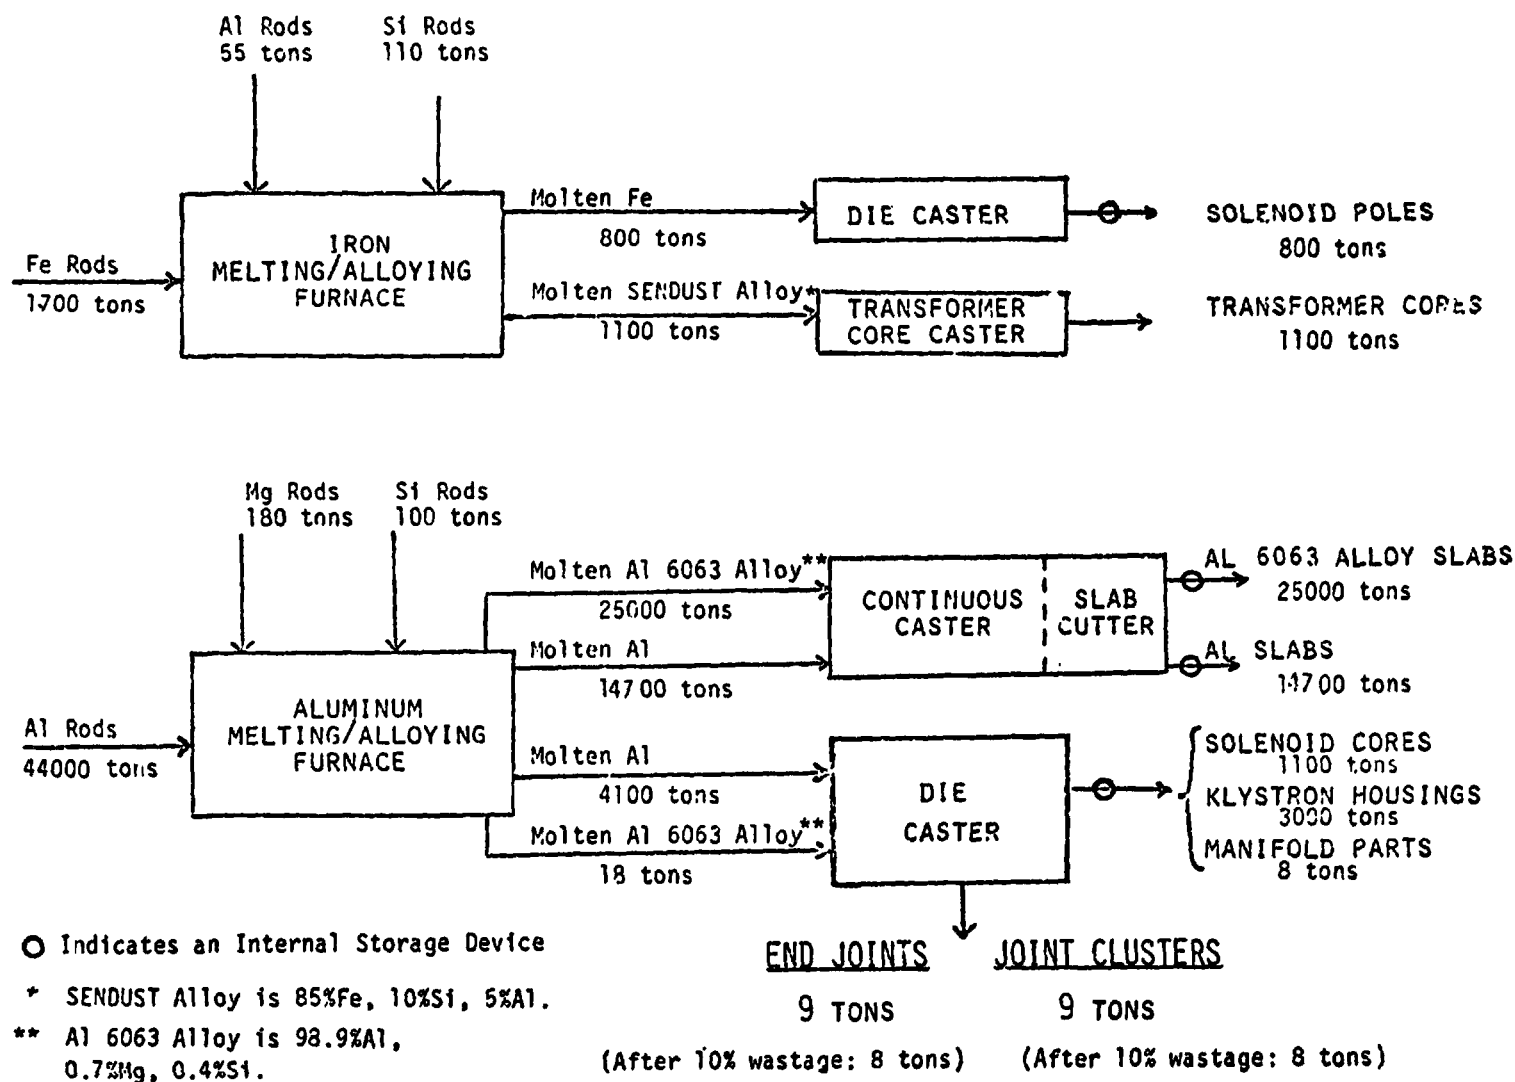 Al Rods
55 tons
Si Rods
110 tons
Fe Rods
1700 tons
IRON
MELTING/ALLOYING
FURNACE
Molten Fe
800 tons
Molten SENDUST Alloy*
1100 tons
DIE CASTER
TRANSFORMER
CORE CASTER
SOLENOID POLES
800 tons
TRANSFORMER CORES
1100 tons
Mg Rods
180 tons
Si Rods
100 tons
Al Rods
44000 tons
ALUMINUM
MELTING/ALLOYING
FURNACE
Molten Al 6063 Alloy**
25000 tons
Molten Al
14700 tons
Molten Al
4100 tons
Molten Al 6063 Alloy**
18 tons
CONTINUOUS
CASTER
SLAB
CUTTER
DIE
CASTER
AL 6063 ALLOY SLABS
25000 tons
AL SLABS
14700 tons
SOLENOID CORES
1100 tons
KLYSTRON HOUSINGS
3000 tons
MANIFOLD PARTS
8 tons
END JOINTS
9 TONS
(After 10% wastage: 8 tons)
JOINT CLUSTERS
9 TONS
(After 10% wastage: 8 tons)
O Indicates an Internal Storage Device
* SENDUST Alloy is 85%Fe, 10%Si, 5%Al.
** Al 6063 Alloy is 98.9%Al,
0.7%Mg, 0.4%Si.